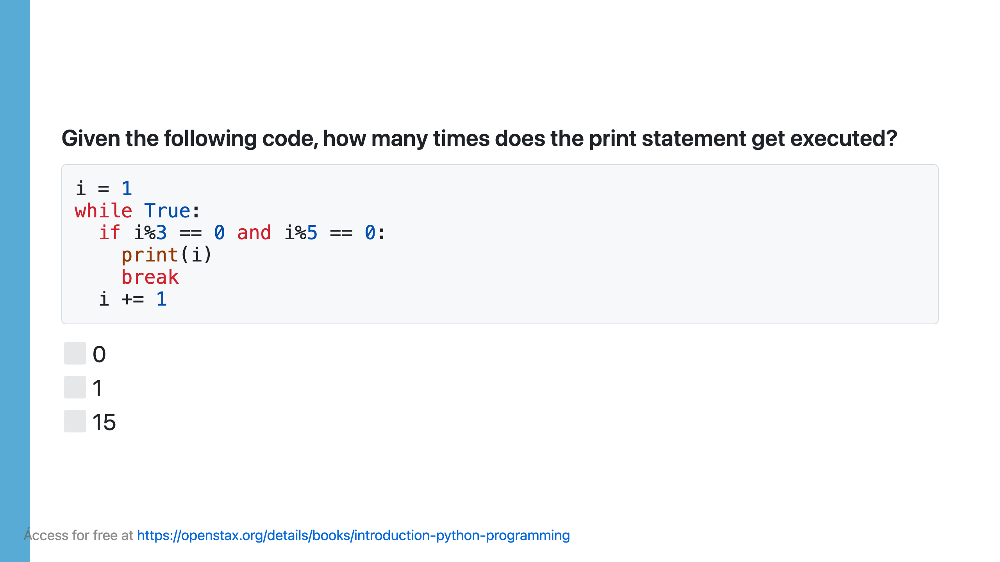 Given the following code, how many times does the print statement get executed?
i = 1
while True:
  if i%3 == 0 and i%5 == 0:
    print(i)
    break
  i += 1
0
1
15
Áccess for free at https://openstax.org/details/books/introduction-python-programming